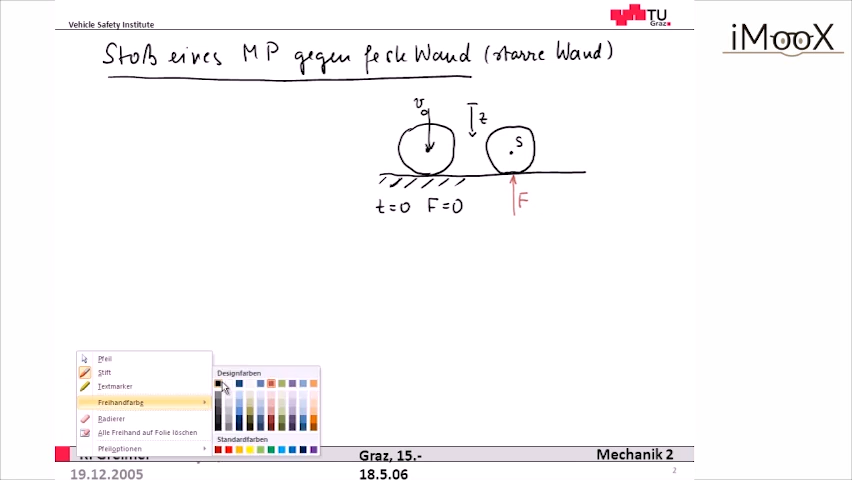 Vehicle Safety Institute
TU
Graz
iMooX
Stoß eines MP gegen feste Wand (starre Wand)
v₀
z
S
t=0 F=0
F
Pfeil
Stift
Textmarker
Freihandfarbe
Radierer
Alle Freihand auf Folie löschen
Pfeiloptionen
Designfarben
Standardfarben
Graz, 15.-
18.5.06
Mechanik 2
19.12.2005
2